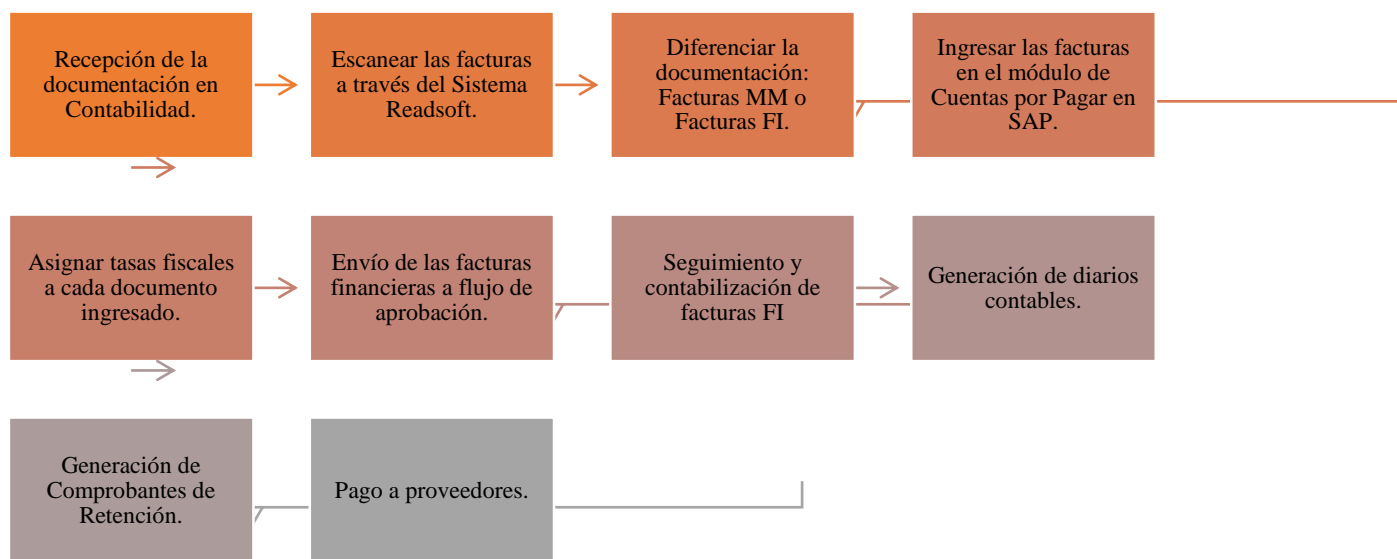 Recepción de la
documentación en
Contabilidad.
Escanear las facturas
a través del Sistema
Readsoft.
Diferenciar la
documentación:
Facturas MM o
Facturas FI.
Ingresar las facturas
en el módulo de
Cuentas por Pagar en
SAP.
Asignar tasas fiscales
a cada documento
ingresado.
Envío de las facturas
financieras a flujo de
aprobación.
Seguimiento y
contabilización de
facturas FI
Generación de diarios
contables.
Generación de
Comprobantes de
Retención.
Pago a proveedores.